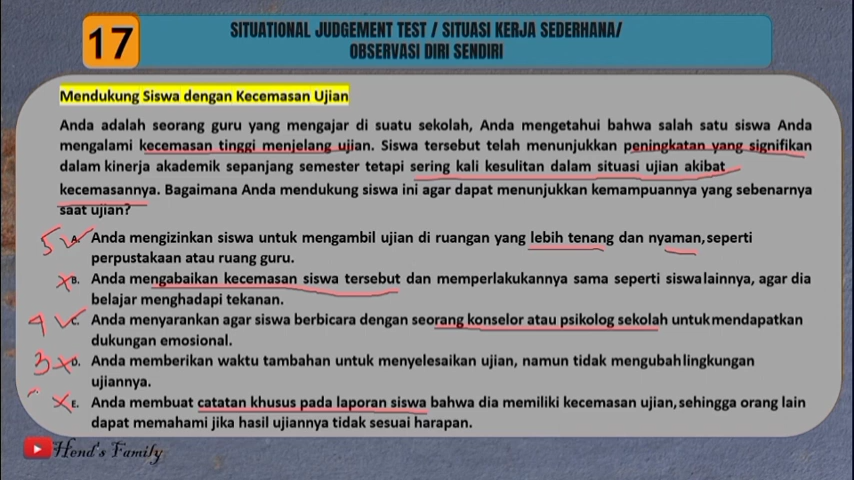 17
SITUATIONAL JUDGEMENT TEST / SITUASI KERJA SEDERHANA/
OBSERVASI DIRI SENDIRI
Mendukung Siswa dengan Kecemasan Ujian
Anda adalah seorang guru yang mengajar di suatu sekolah, Anda mengetahui bahwa salah satu siswa Anda
mengalami kecemasan tinggi menjelang ujian. Siswa tersebut telah menunjukkan peningkatan yang signifikan
dalam kinerja akademik sepanjang semester tetapi sering kali kesulitan dalam situasi ujian akibat
kecemasannya. Bagaimana Anda mendukung siswa ini agar dapat menunjukkan kemampuannya yang sebenarnya
saat ujian?
5 A. Anda mengizinkan siswa untuk mengambil ujian di ruangan yang lebih tenang dan nyaman, seperti
perpustakaan atau ruang guru.
B. Anda mengabaikan kecemasan siswa tersebut dan memperlakukannya sama seperti siswa lainnya, agar dia
belajar menghadapi tekanan.
4 C. Anda menyarankan agar siswa berbicara dengan seorang konselor atau psikolog sekolah untuk mendapatkan
dukungan emosional.
3 D. Anda memberikan waktu tambahan untuk menyelesaikan ujian, namun tidak mengubah lingkungan
ujiannya.
E. Anda membuat catatan khusus pada laporan siswa bahwa dia memiliki kecemasan ujian, sehingga orang lain
dapat memahami jika hasil ujiannya tidak sesuai harapan.
Hend's Family